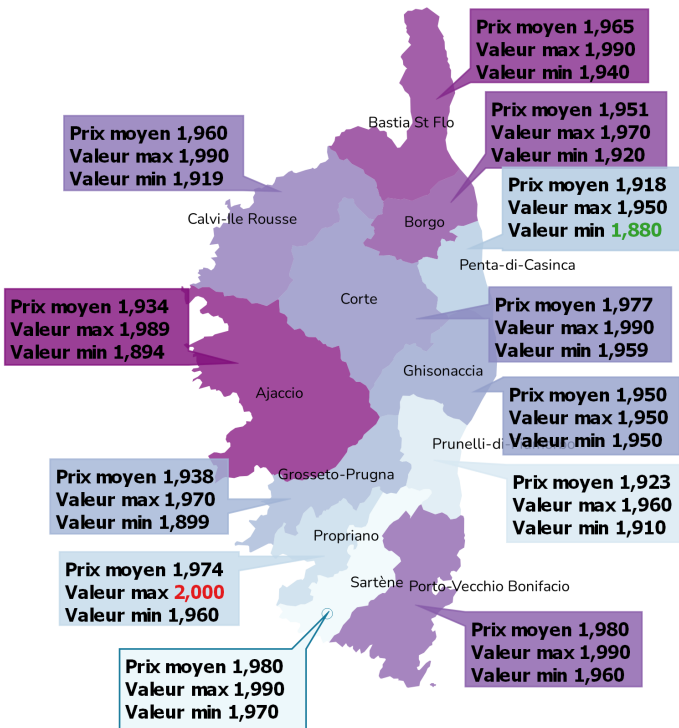 Prix moyen 1,965
Valeur max 1,990
Valeur min 1,940
Bastia St Flo
Prix moyen 1,960
Valeur max 1,990
Valeur min 1,919
Calvi-Ile Rousse
Prix moyen 1,951
Valeur max 1,970
Valeur min 1,920
Borgo
Prix moyen 1,918
Valeur max 1,950
Valeur min 1,880
Penta-di-Casinca
Prix moyen 1,934
Valeur max 1,989
Valeur min 1,894
Ajaccio
Corte
Prix moyen 1,977
Valeur max 1,990
Valeur min 1,959
Ghisonaccia
Prix moyen 1,950
Valeur max 1,950
Valeur min 1,950
Prunelli-di-
Prix moyen 1,938
Valeur max 1,970
Valeur min 1,899
Grosseto-Prugna
Prix moyen 1,923
Valeur max 1,960
Valeur min 1,910
Propriano
Prix moyen 1,974
Valeur max 2,000
Valeur min 1,960
Sartène
Porto-Vecchio Bonifacio
Prix moyen 1,980
Valeur max 1,990
Valeur min 1,960
Prix moyen 1,980
Valeur max 1,990
Valeur min 1,970